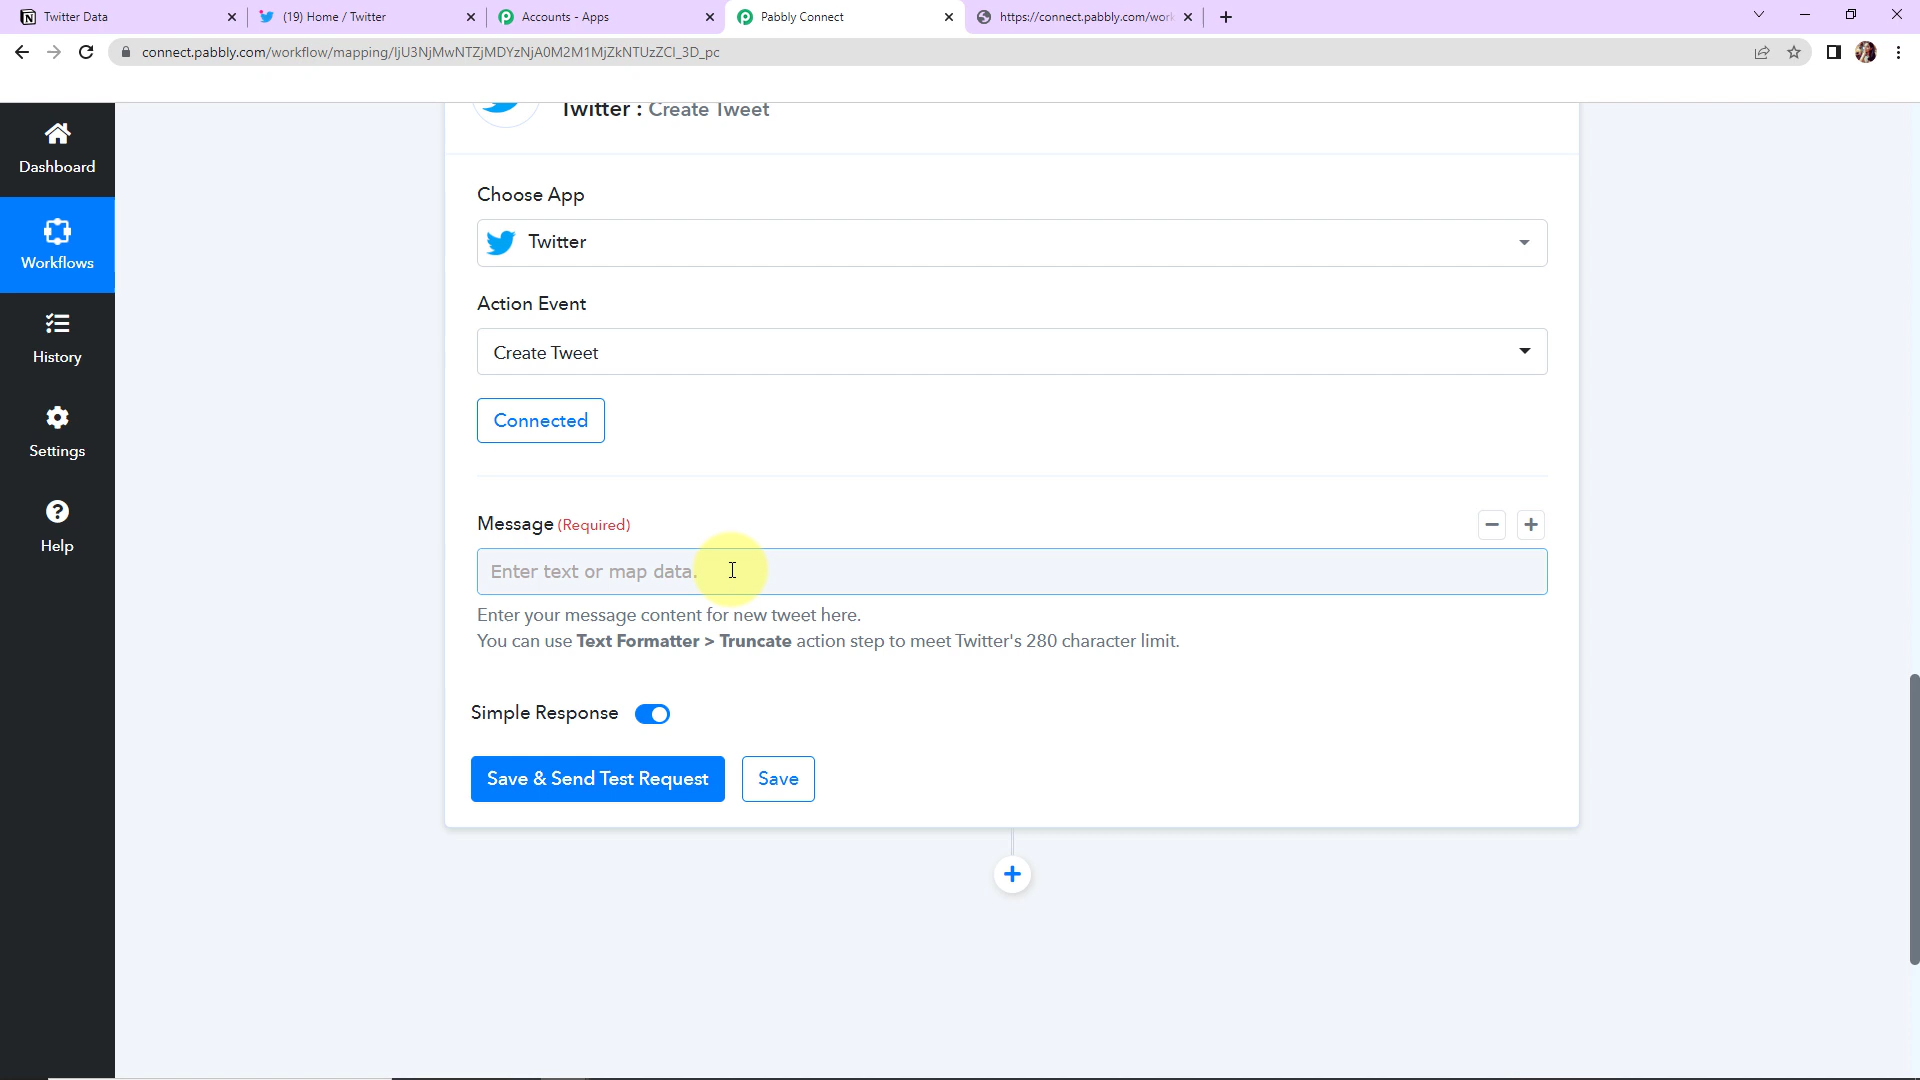 Twitter Data
(19) Home / Twitter
Accounts - Apps
Pabbly Connect
https://connect.pabbly.com/work
connect.pabbly.com/workflow/mapping/IjU3NjMwNTZjMDYzNjA0M2M1MjZkNTUzZCI_3D_pc
Dashboard
Workflows
History
Settings
Help
Twitter : Create Tweet
Choose App
Twitter
Action Event
Create Tweet
Connected
Message (Required)
Enter text or map data.
Enter your message content for new tweet here.
You can use Text Formatter > Truncate action step to meet Twitter's 280 character limit.
Simple Response
Save & Send Test Request
Save